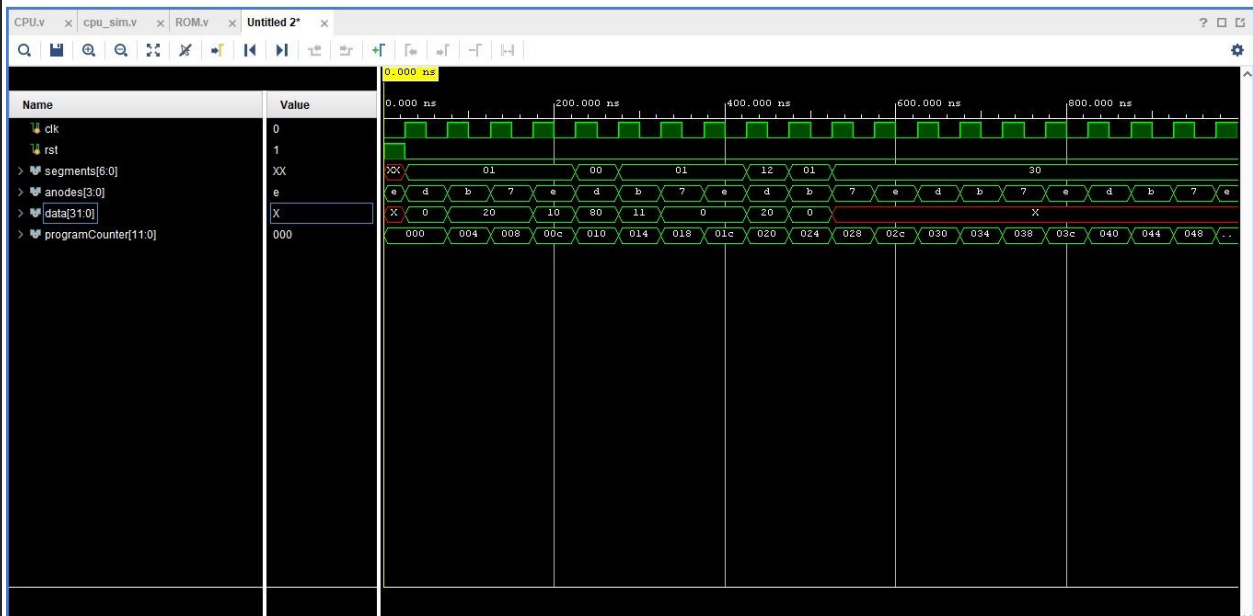 CPU.v x cpu_sim.v x ROM.v x Untitled 2* x
0.000 ns
Name Value 0.000 ns 200.000 ns 400.000 ns 600.000 ns 800.000 ns
clk 0
rst 1
segments[6:0] XX XX 01 00 01 12 01 30
anodes[3:0] e e d b 7 e d b 7 e d b 7 e d b 7 e d b 7 e
data[31:0] X X 0 20 10 80 11 0 20 0 X
programCounter[11:0] 000 000 004 008 00c 010 014 018 01c 020 024 028 02c 030 034 038 03c 040 044 048 ..